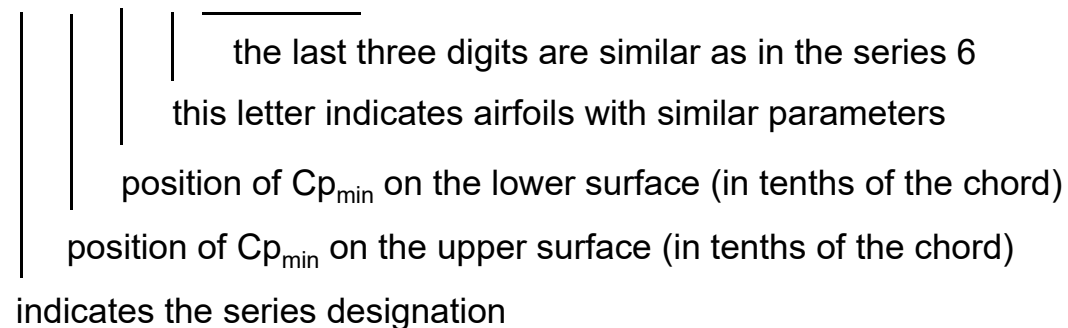 the last three digits are similar as in the series 6
this letter indicates airfoils with similar parameters
position of Cpmin on the lower surface (in tenths of the chord)
position of Cpmin on the upper surface (in tenths of the chord)
indicates the series designation